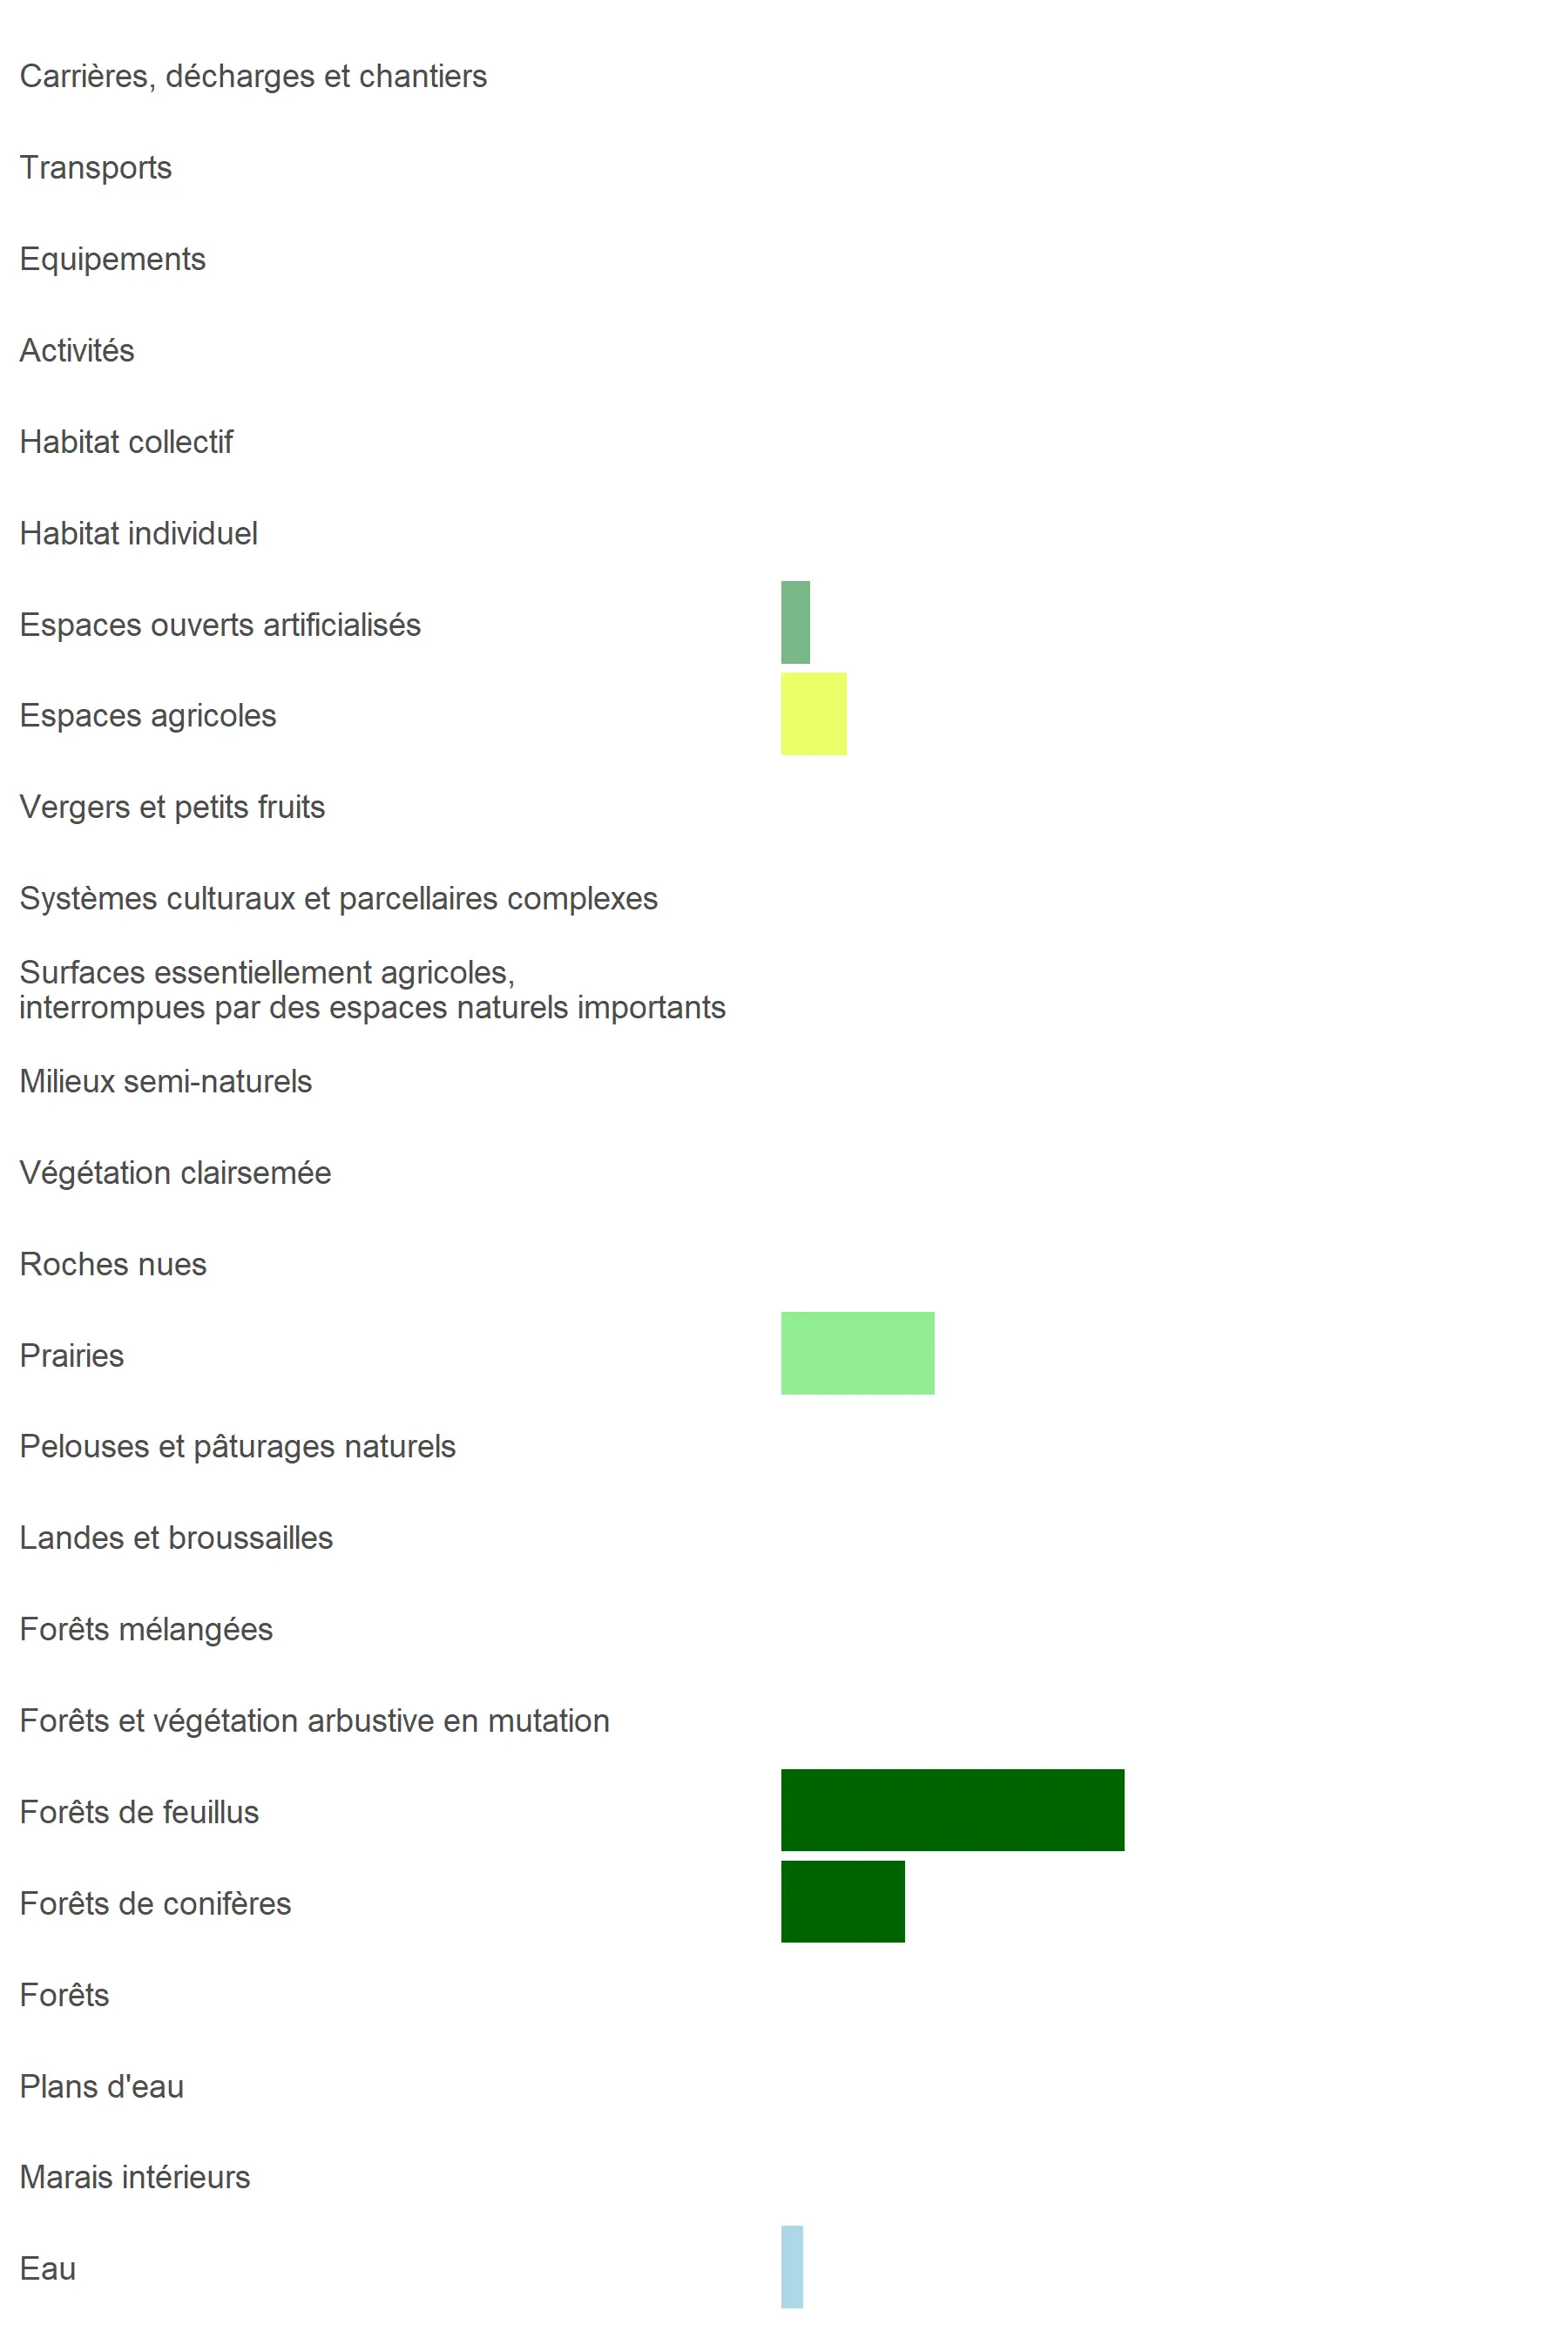 Carrières, décharges et chantiers
Transports
Equipements
Activités
Habitat collectif
Habitat individuel
Espaces ouverts artificialisés
Espaces agricoles
Vergers et petits fruits
Systèmes culturaux et parcellaires complexes
Surfaces essentiellement agricoles,
interrompues par des espaces naturels importants
Milieux semi-naturels
Végétation clairsemée
Roches nues
Prairies
Pelouses et pâturages naturels
Landes et broussailles
Forêts mélangées
Forêts et végétation arbustive en mutation
Forêts de feuillus
Forêts de conifères
Forêts
Plans d'eau
Marais intérieurs
Eau